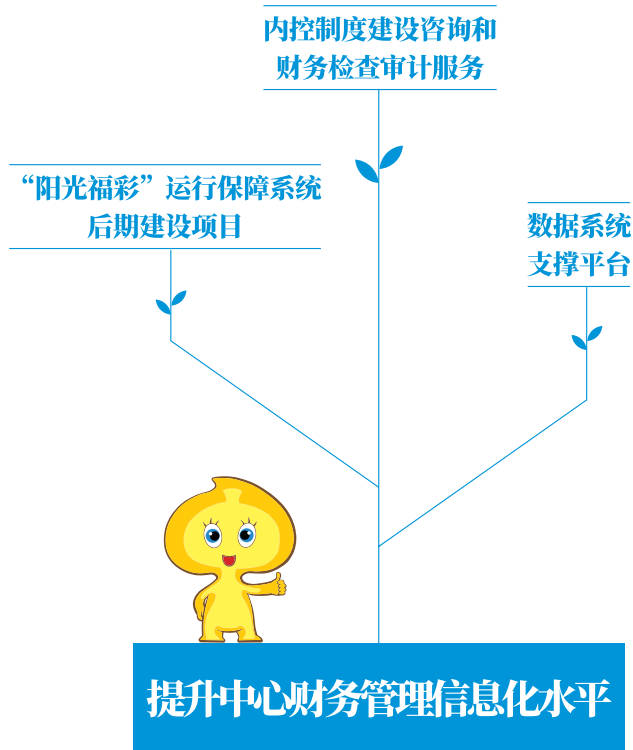 内控制度建设咨询和
财务检查审计服务
“阳光福彩”运行保障系统
后期建设项目
数据系统
支撑平台
提升中心财务管理信息化水平